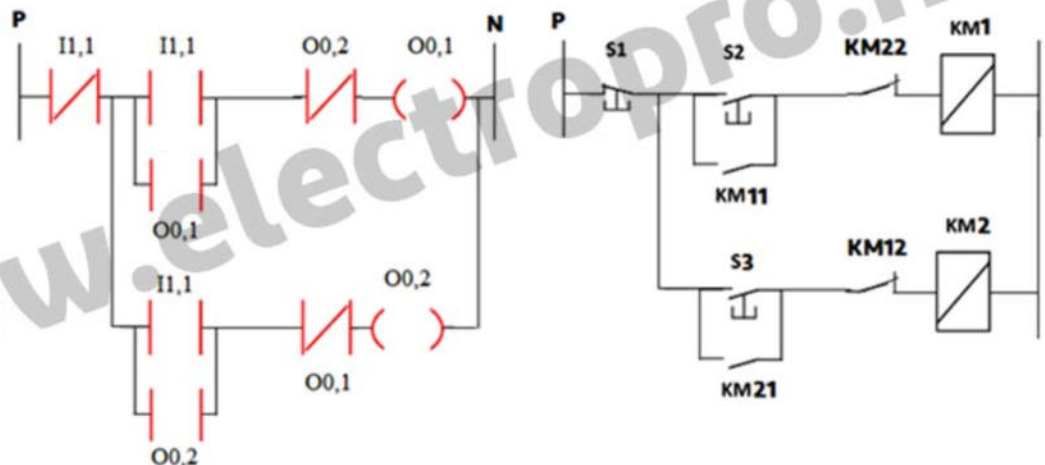 P
I1,1
I1,1
O0,2
O0,1
N
O0,1
I1,1
O0,2
O0,1
O0,2
P
S1
S2
KM22
KM1
KM11
S3
KM12
KM2
KM21
w.electropro.